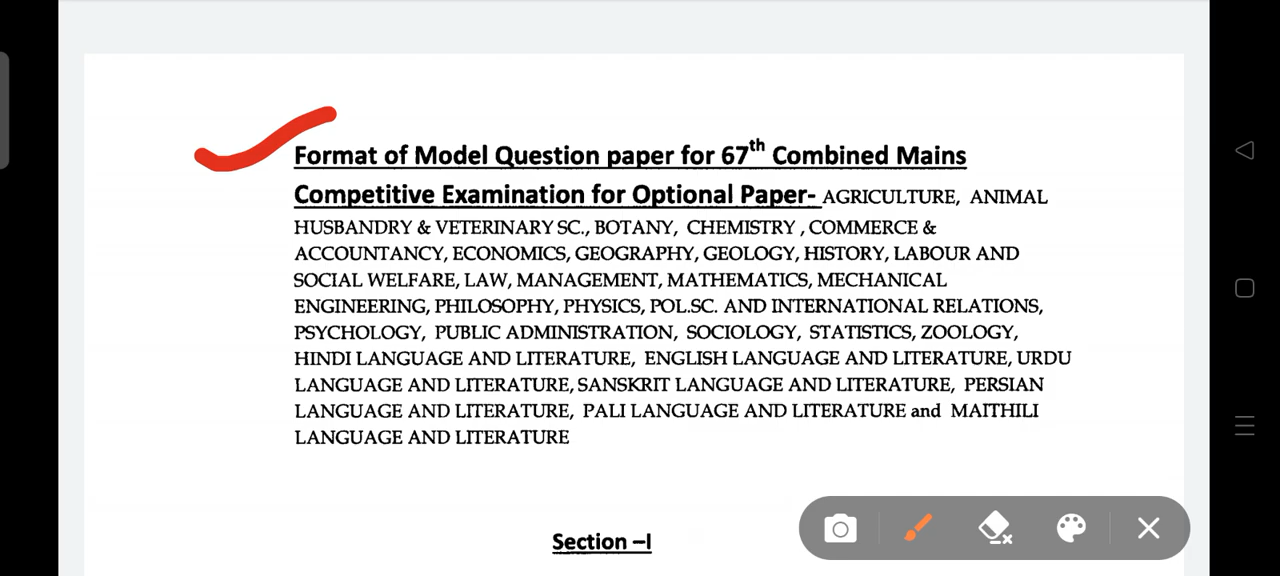 Format of Model Question paper for 67th Combined Mains
Competitive Examination for Optional Paper- AGRICULTURE, ANIMAL
HUSBANDRY & VETERINARY SC., BOTANY, CHEMISTRY , COMMERCE &
ACCOUNTANCY, ECONOMICS, GEOGRAPHY, GEOLOGY, HISTORY, LABOUR AND
SOCIAL WELFARE, LAW, MANAGEMENT, MATHEMATICS, MECHANICAL
ENGINEERING, PHILOSOPHY, PHYSICS, POL.SC. AND INTERNATIONAL RELATIONS,
PSYCHOLOGY, PUBLIC ADMINISTRATION, SOCIOLOGY, STATISTICS, ZOOLOGY,
HINDI LANGUAGE AND LITERATURE, ENGLISH LANGUAGE AND LITERATURE, URDU
LANGUAGE AND LITERATURE, SANSKRIT LANGUAGE AND LITERATURE, PERSIAN
LANGUAGE AND LITERATURE, PALI LANGUAGE AND LITERATURE and MAITHILI
LANGUAGE AND LITERATURE
Section –I